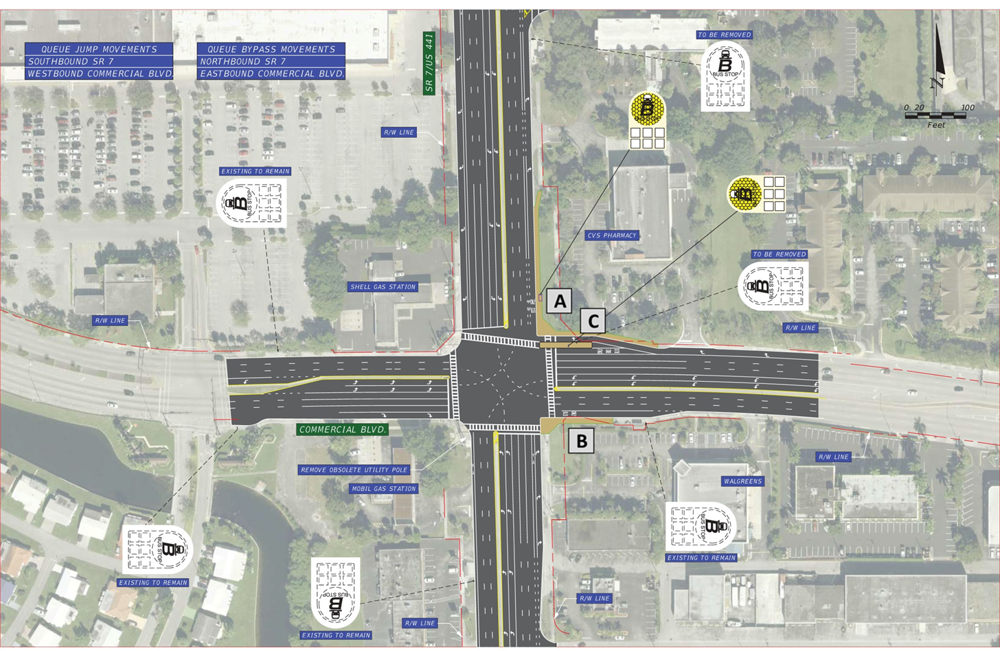 QUEUE JUMP MOVEMENTS
SOUTHBOUND SR 7
WESTBOUND COMMERCIAL BLVD.
QUEUE BYPASS MOVEMENTS
NORTHBOUND SR 7
EASTBOUND COMMERCIAL BLVD.
SR 7/US 441
TO BE REMOVED
B
BUS STOP
N
0 20 100
Feet
B
R/W LINE
EXISTING TO REMAIN
B
BUS STOP
B
CVS PHARMACY
TO BE REMOVED
B
BUS STOP
SHELL GAS STATION
A
C
R/W LINE
R/W LINE
COMMERCIAL BLVD.
B
REMOVE OBSOLETE UTILITY POLE
MOBIL GAS STATION
R/W LINE
WALGREENS
B
BUS STOP
EXISTING TO REMAIN
B
BUS STOP
EXISTING TO REMAIN
B
BUS STOP
EXISTING TO REMAIN
R/W LINE
R/W LINE